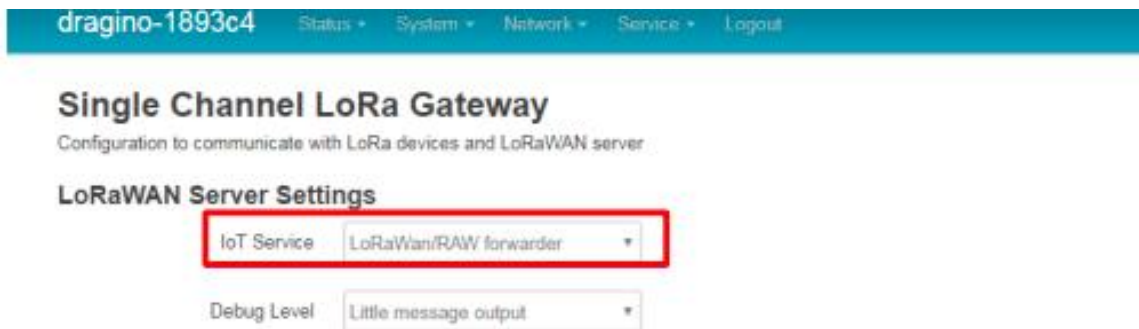 dragino-1893c4 Status System Network Service Logout
Single Channel LoRa Gateway
Configuration to communicate with LoRa devices and LoRaWAN server
LoRaWAN Server Settings
IoT Service LoRaWan/RAW forwarder
Debug Level Little message output